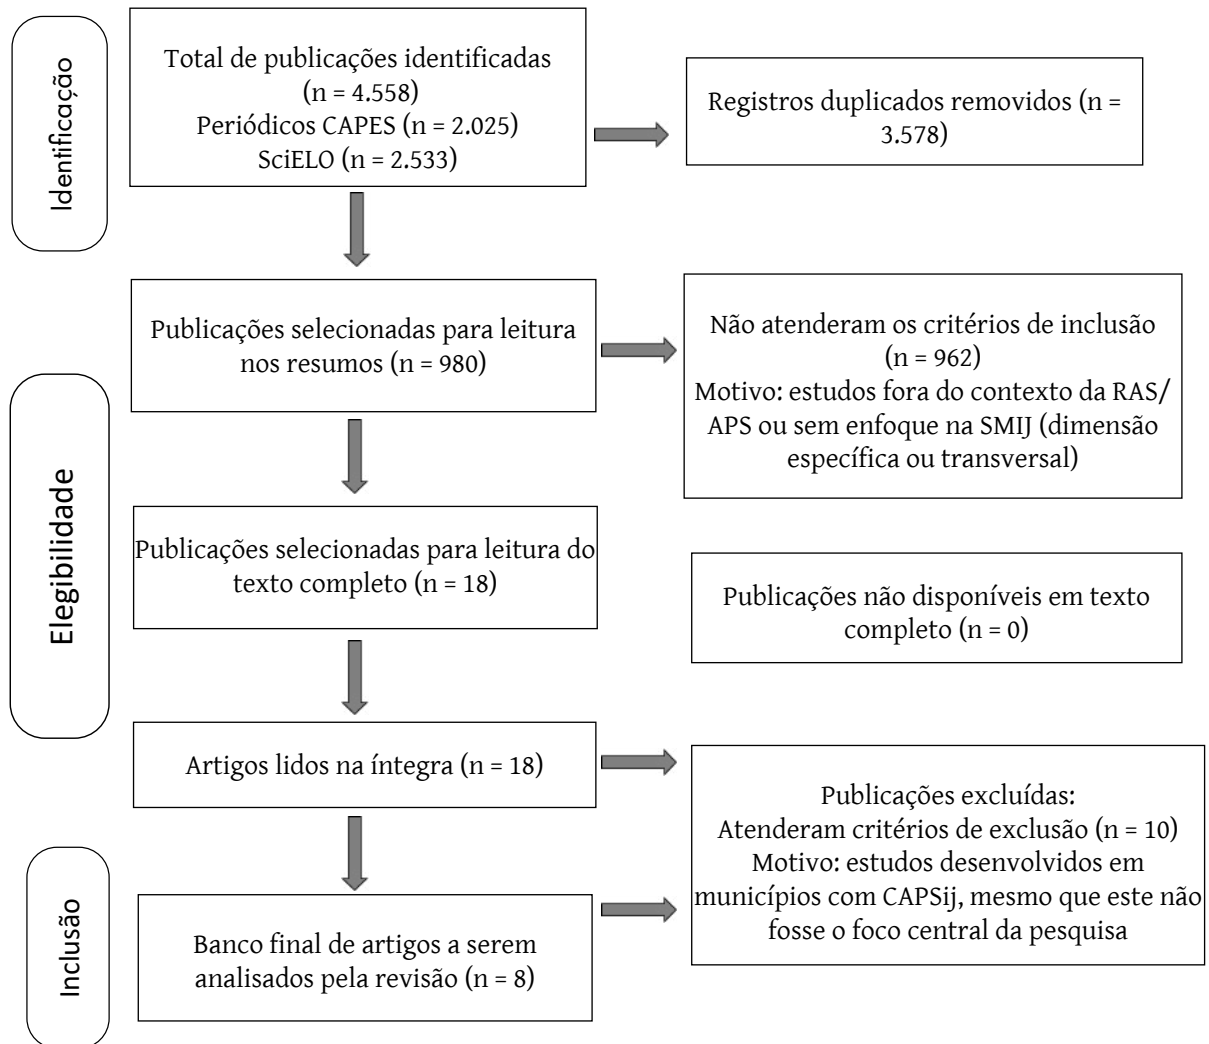 Identificação
Total de publicações identificadas
(n = 4.558)
Periódicos CAPES (n = 2.025)
SciELO (n = 2.533)
Registros duplicados removidos (n =
3.578)
Elegibilidade
Publicações selecionadas para leitura
nos resumos (n = 980)
Não atenderam os critérios de inclusão
(n = 962)
Motivo: estudos fora do contexto da RAS/
APS ou sem enfoque na SMIJ (dimensão
específica ou transversal)
Publicações selecionadas para leitura do
texto completo (n = 18)
Publicações não disponíveis em texto
completo (n = 0)
Artigos lidos na íntegra (n = 18)
Publicações excluídas:
Atenderam critérios de exclusão (n = 10)
Motivo: estudos desenvolvidos em
municípios com CAPSij, mesmo que este não
fosse o foco central da pesquisa
Inclusão
Banco final de artigos a serem
analisados pela revisão (n = 8)